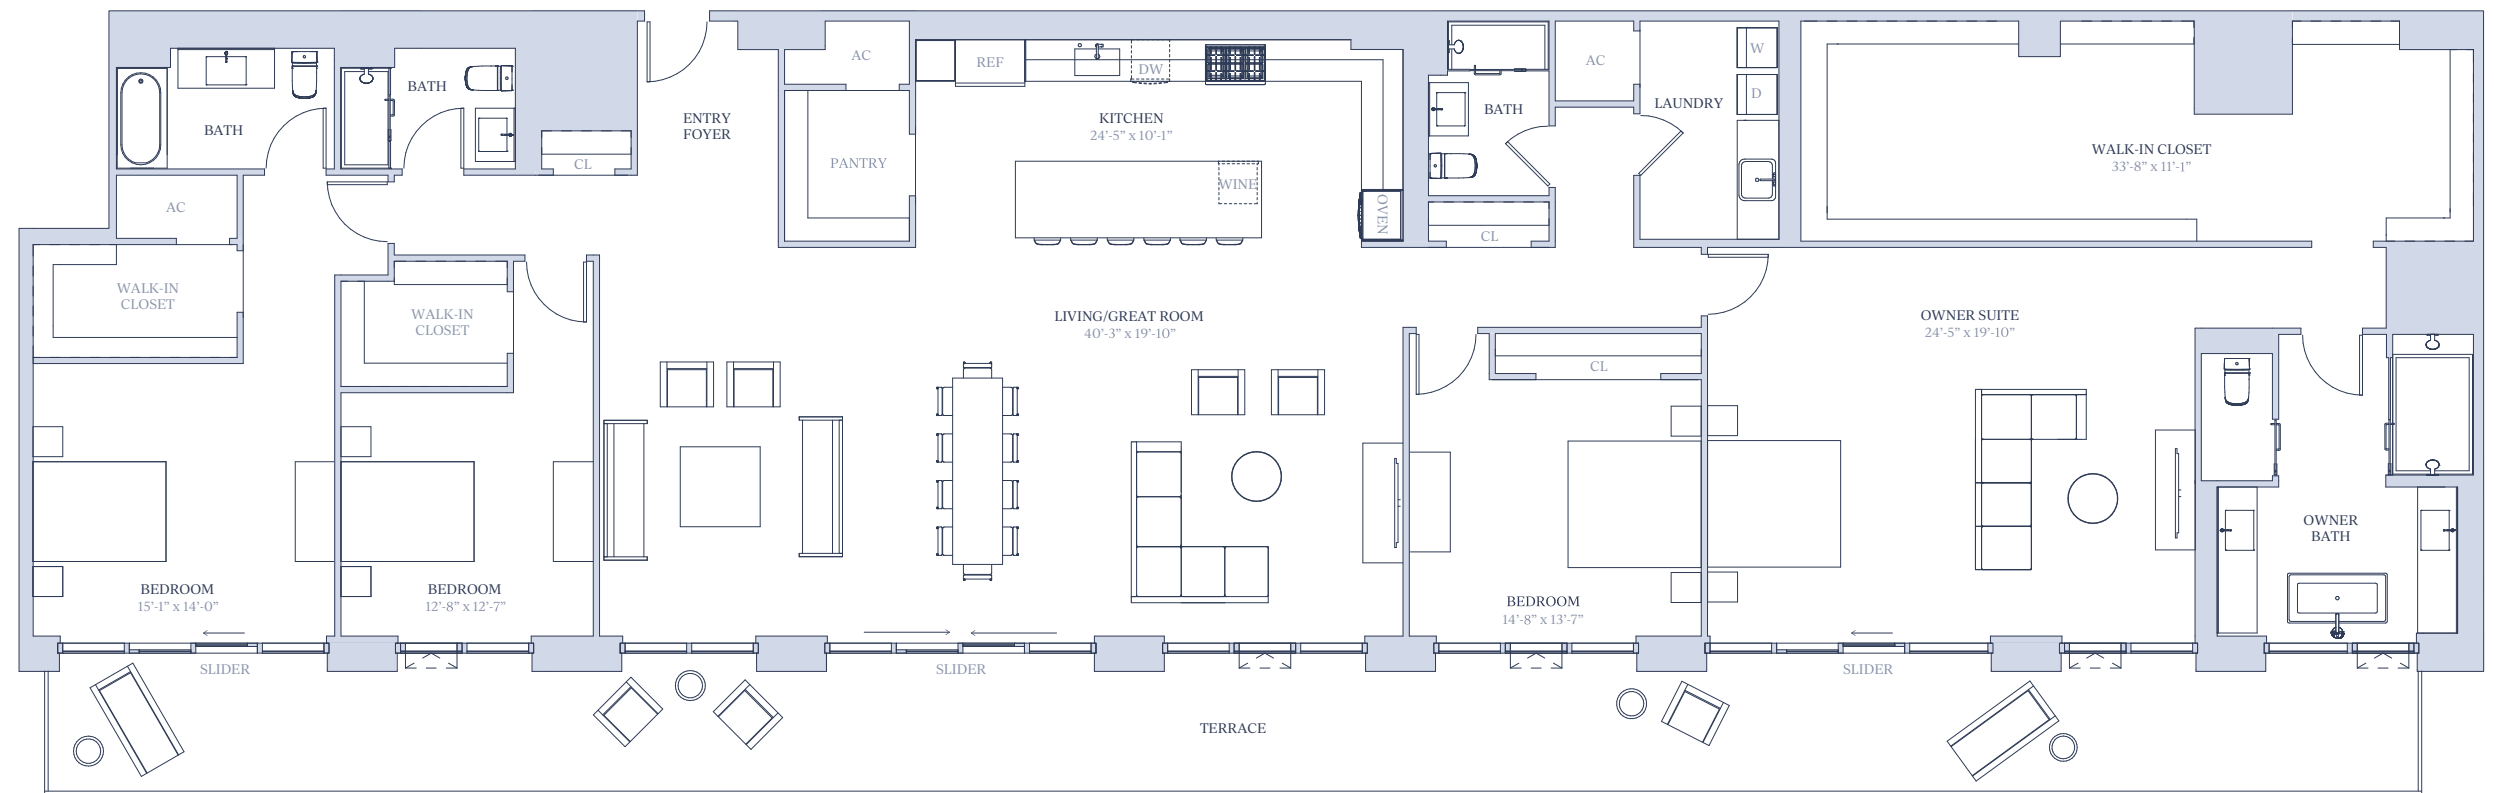 BATH
BATH
AC
CL
WALK-IN
CLOSET
WALK-IN
CLOSET
BEDROOM
15'-1” x 14'-0”
BEDROOM
12'-8” x 12'-7”
ENTRY
FOYER
AC
PANTRY
REF
DW
KITCHEN
24'-5” x 10'-1”
WINE
OVEN
LIVING/GREAT ROOM
40'-3” x 19'-10”
BATH
CL
AC
LAUNDRY
W
D
WALK-IN CLOSET
33'-8” x 11'-1”
OWNER SUITE
24'-5” x 19'-10”
CL
BEDROOM
14'-8” x 13'-7”
OWNER
BATH
SLIDER
SLIDER
SLIDER
TERRACE